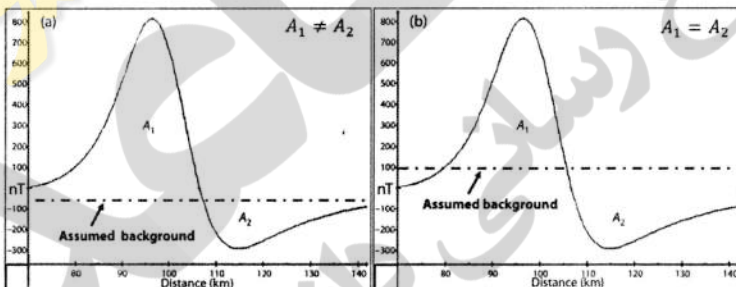 (a)
A₁ ≠ A₂
800
700
600
500
400
300
200
100
nT
-100
-200
-300
A₁
A₂
Assumed background
80
90
100
110
120
130
140
Distance (km)
(b)
A₁ = A₂
800
700
600
500
400
300
200
100
nT
-100
-200
-300
A₁
A₂
Assumed background
80
90
100
110
120
130
140
Distance (km)